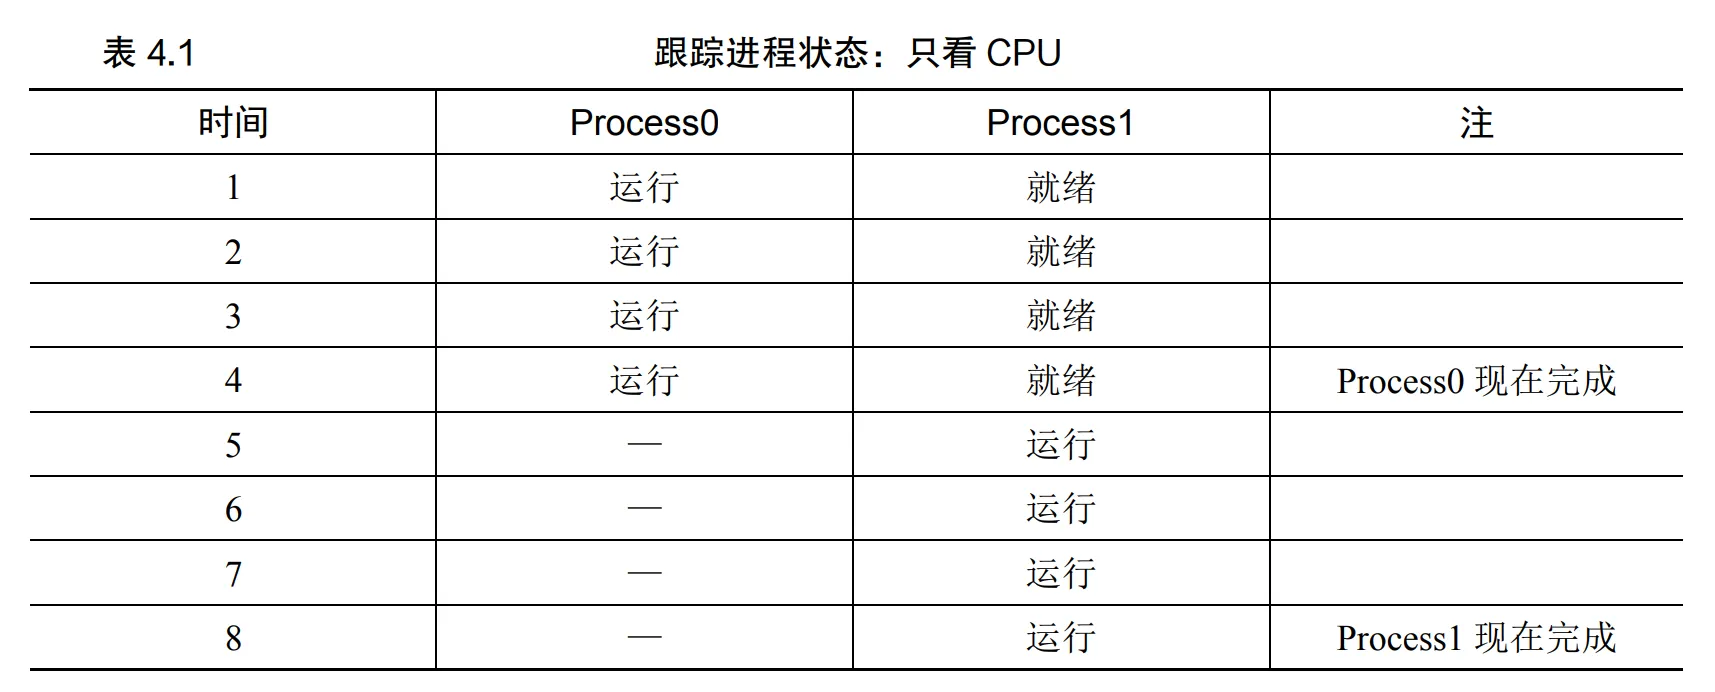 表 4.1 跟踪进程状态：只看 CPU
时间 Process0 Process1 注
1 运行 就绪
2 运行 就绪
3 运行 就绪
4 运行 就绪 Process0 现在完成
5 — 运行
6 — 运行
7 — 运行
8 — 运行 Process1 现在完成